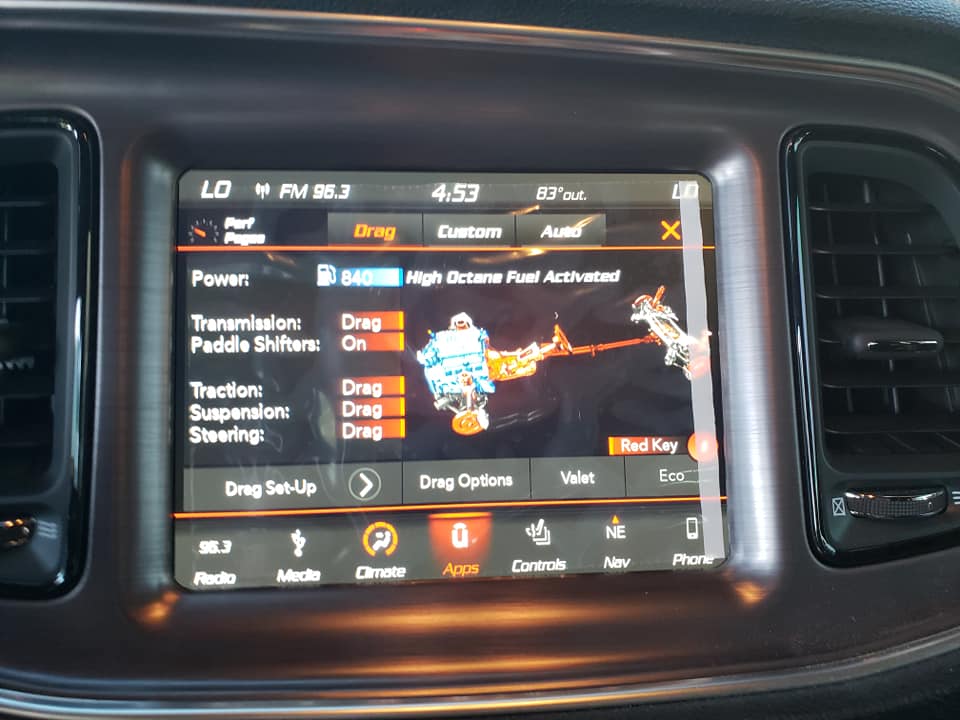 LO FM 96.3 4:53 83°out. LO
Perf
Pages
Drag Custom Auto X
Power: 840 High Octane Fuel Activated
Transmission: Drag
Paddle Shifters: On
Traction: Drag
Suspension: Drag
Steering: Drag
Red Key
Drag Set-Up Drag Options Valet Eco
96.3 NE
Radio Media Climate Apps Controls Nav Phone